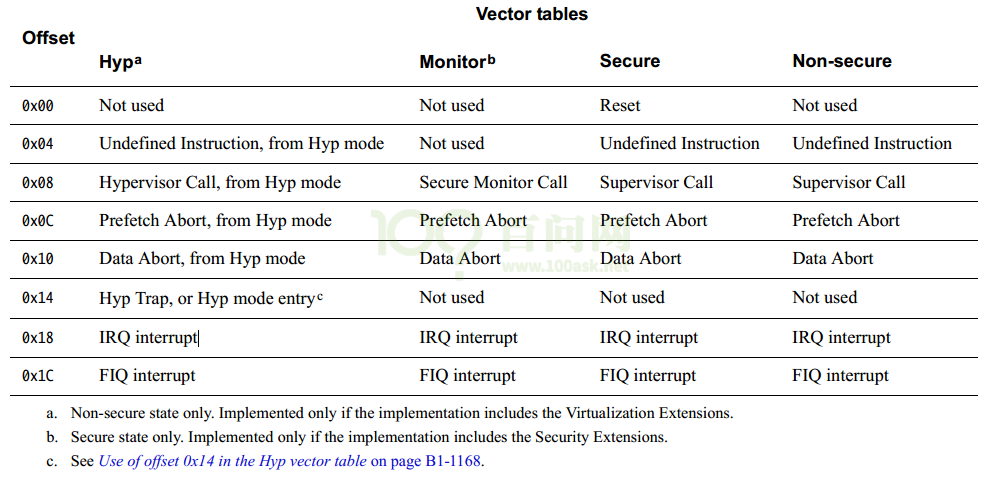 Vector tables
Offset
Hypa Monitorb Secure Non-secure
0x00 Not used Not used Reset Not used
0x04 Undefined Instruction, from Hyp mode Not used Undefined Instruction Undefined Instruction
0x08 Hypervisor Call, from Hyp mode Secure Monitor Call Supervisor Call Supervisor Call
0x0C Prefetch Abort, from Hyp mode Prefetch Abort Prefetch Abort Prefetch Abort
100 百问网
0x10 Data Abort, from Hyp mode Data Abort Data Abort Data Abort
www.100ask.net
0x14 Hyp Trap, or Hyp mode entryc Not used Not used Not used
0x18 IRQ interrupt IRQ interrupt IRQ interrupt IRQ interrupt
0x1C FIQ interrupt FIQ interrupt FIQ interrupt FIQ interrupt
a. Non-secure state only. Implemented only if the implementation includes the Virtualization Extensions.
b. Secure state only. Implemented only if the implementation includes the Security Extensions.
c. See Use of offset 0x14 in the Hyp vector table on page B1-1168.